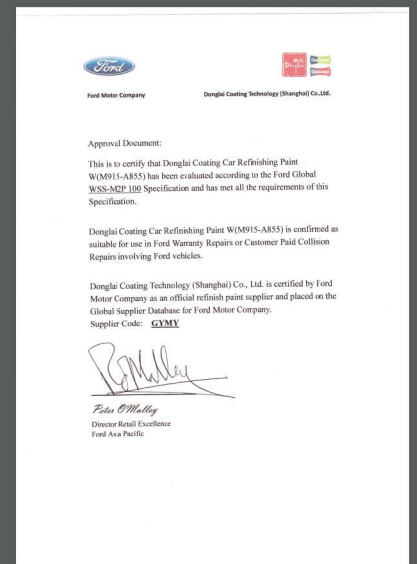 Ford
Donglai
Ford Motor Company
Donglai Coating Technology (Shanghai) Co.,Ltd.
Approval Document:
This is to certify that Donglai Coating Car Refinishing Paint
W(M915-A855) has been evaluated according to the Ford Global
WSS-M2P 100 Specification and has met all the requirements of this
Specification.
Donglai Coating Car Refinishing Paint W(M915-A855) is confirmed as
suitable for use in Ford Warranty Repairs or Customer Paid Collision
Repairs involving Ford vehicles.
Donglai Coating Technology (Shanghai) Co., Ltd. is certified by Ford
Motor Company as an official refinish paint supplier and placed on the
Global Supplier Database for Ford Motor Company.
Supplier Code: GYMY
Peter O'Malley
Director Retail Excellence
Ford Asia Pacific